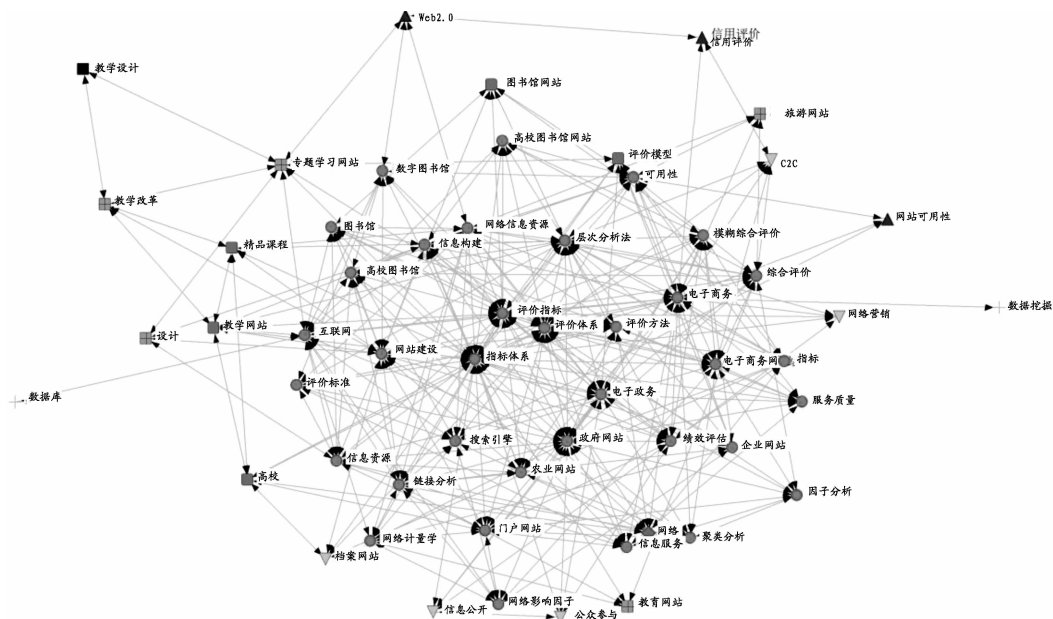 Web2.0
信用评价
信用评价
教学设计
图书馆网站
旅游网站
高校图书馆网站
评价模型
C2C
专题学习网站
数字图书馆
可用性
教学改革
网站可用性
图书馆
网络信息资源
精品课程
信息构建
层次分析法
模糊综合评价
高校图书馆
综合评价
电子商务
数据挖掘
评价指标
网络营销
教学网站
互联网
评价体系
评价方法
设计
网站建设
指标体系
电子商务网
指标
评价标准
电子政务
数据库
服务质量
搜索引擎
政府网站
绩效评估
企业网站
信息资源
农业网站
高校
链接分析
因子分析
门户网站
网络
网络计量学
信息服务
聚类分析
档案网站
网络影响因子
教育网站
信息公开
公众参与